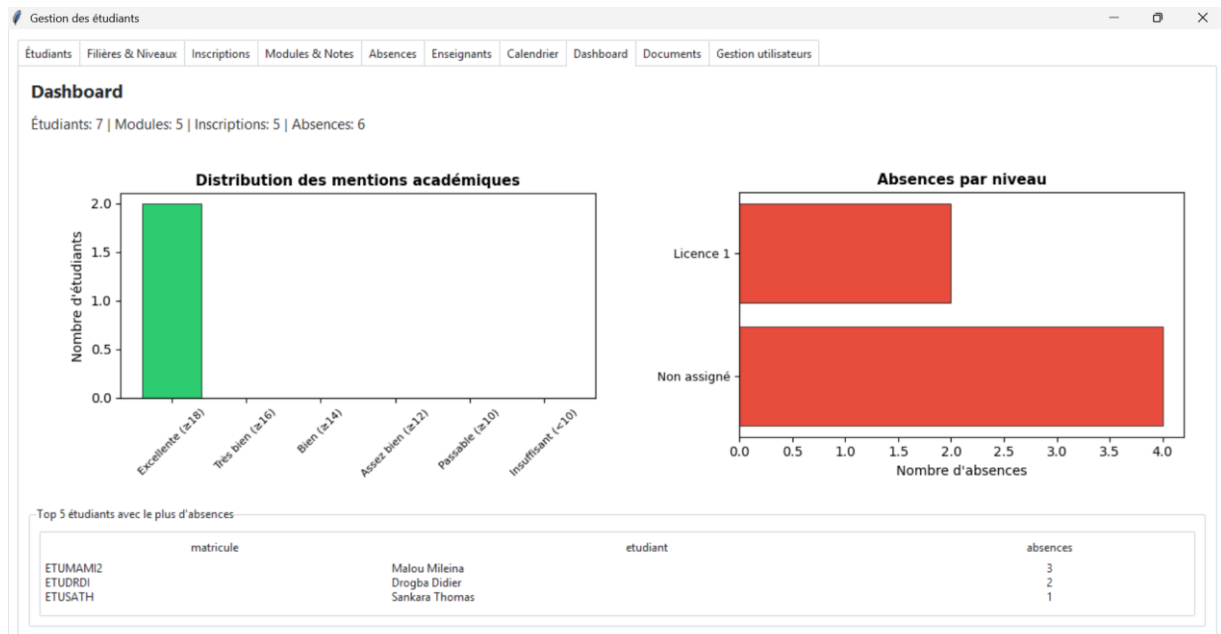 Gestion des étudiants
Étudiants Filières & Niveaux Inscriptions Modules & Notes Absences Enseignants Calendrier Dashboard Documents Gestion utilisateurs
Dashboard
Étudiants: 7 | Modules: 5 | Inscriptions: 5 | Absences: 6
Distribution des mentions académiques
Nombre d'étudiants
2.0
1.5
1.0
0.5
0.0
Excellente (≥18)
Très bien (≥16)
Bien (≥14)
Assez bien (≥12)
Passable (≥10)
Insuffisant (<10)
Absences par niveau
Licence 1
Non assigné
0.0 0.5 1.0 1.5 2.0 2.5 3.0 3.5 4.0
Nombre d'absences
Top 5 étudiants avec le plus d'absences
matricule etudiant absences
ETUMAMI2 Malou Mileina 3
ETUDRDI Drogba Didier 2
ETUSATH Sankara Thomas 1